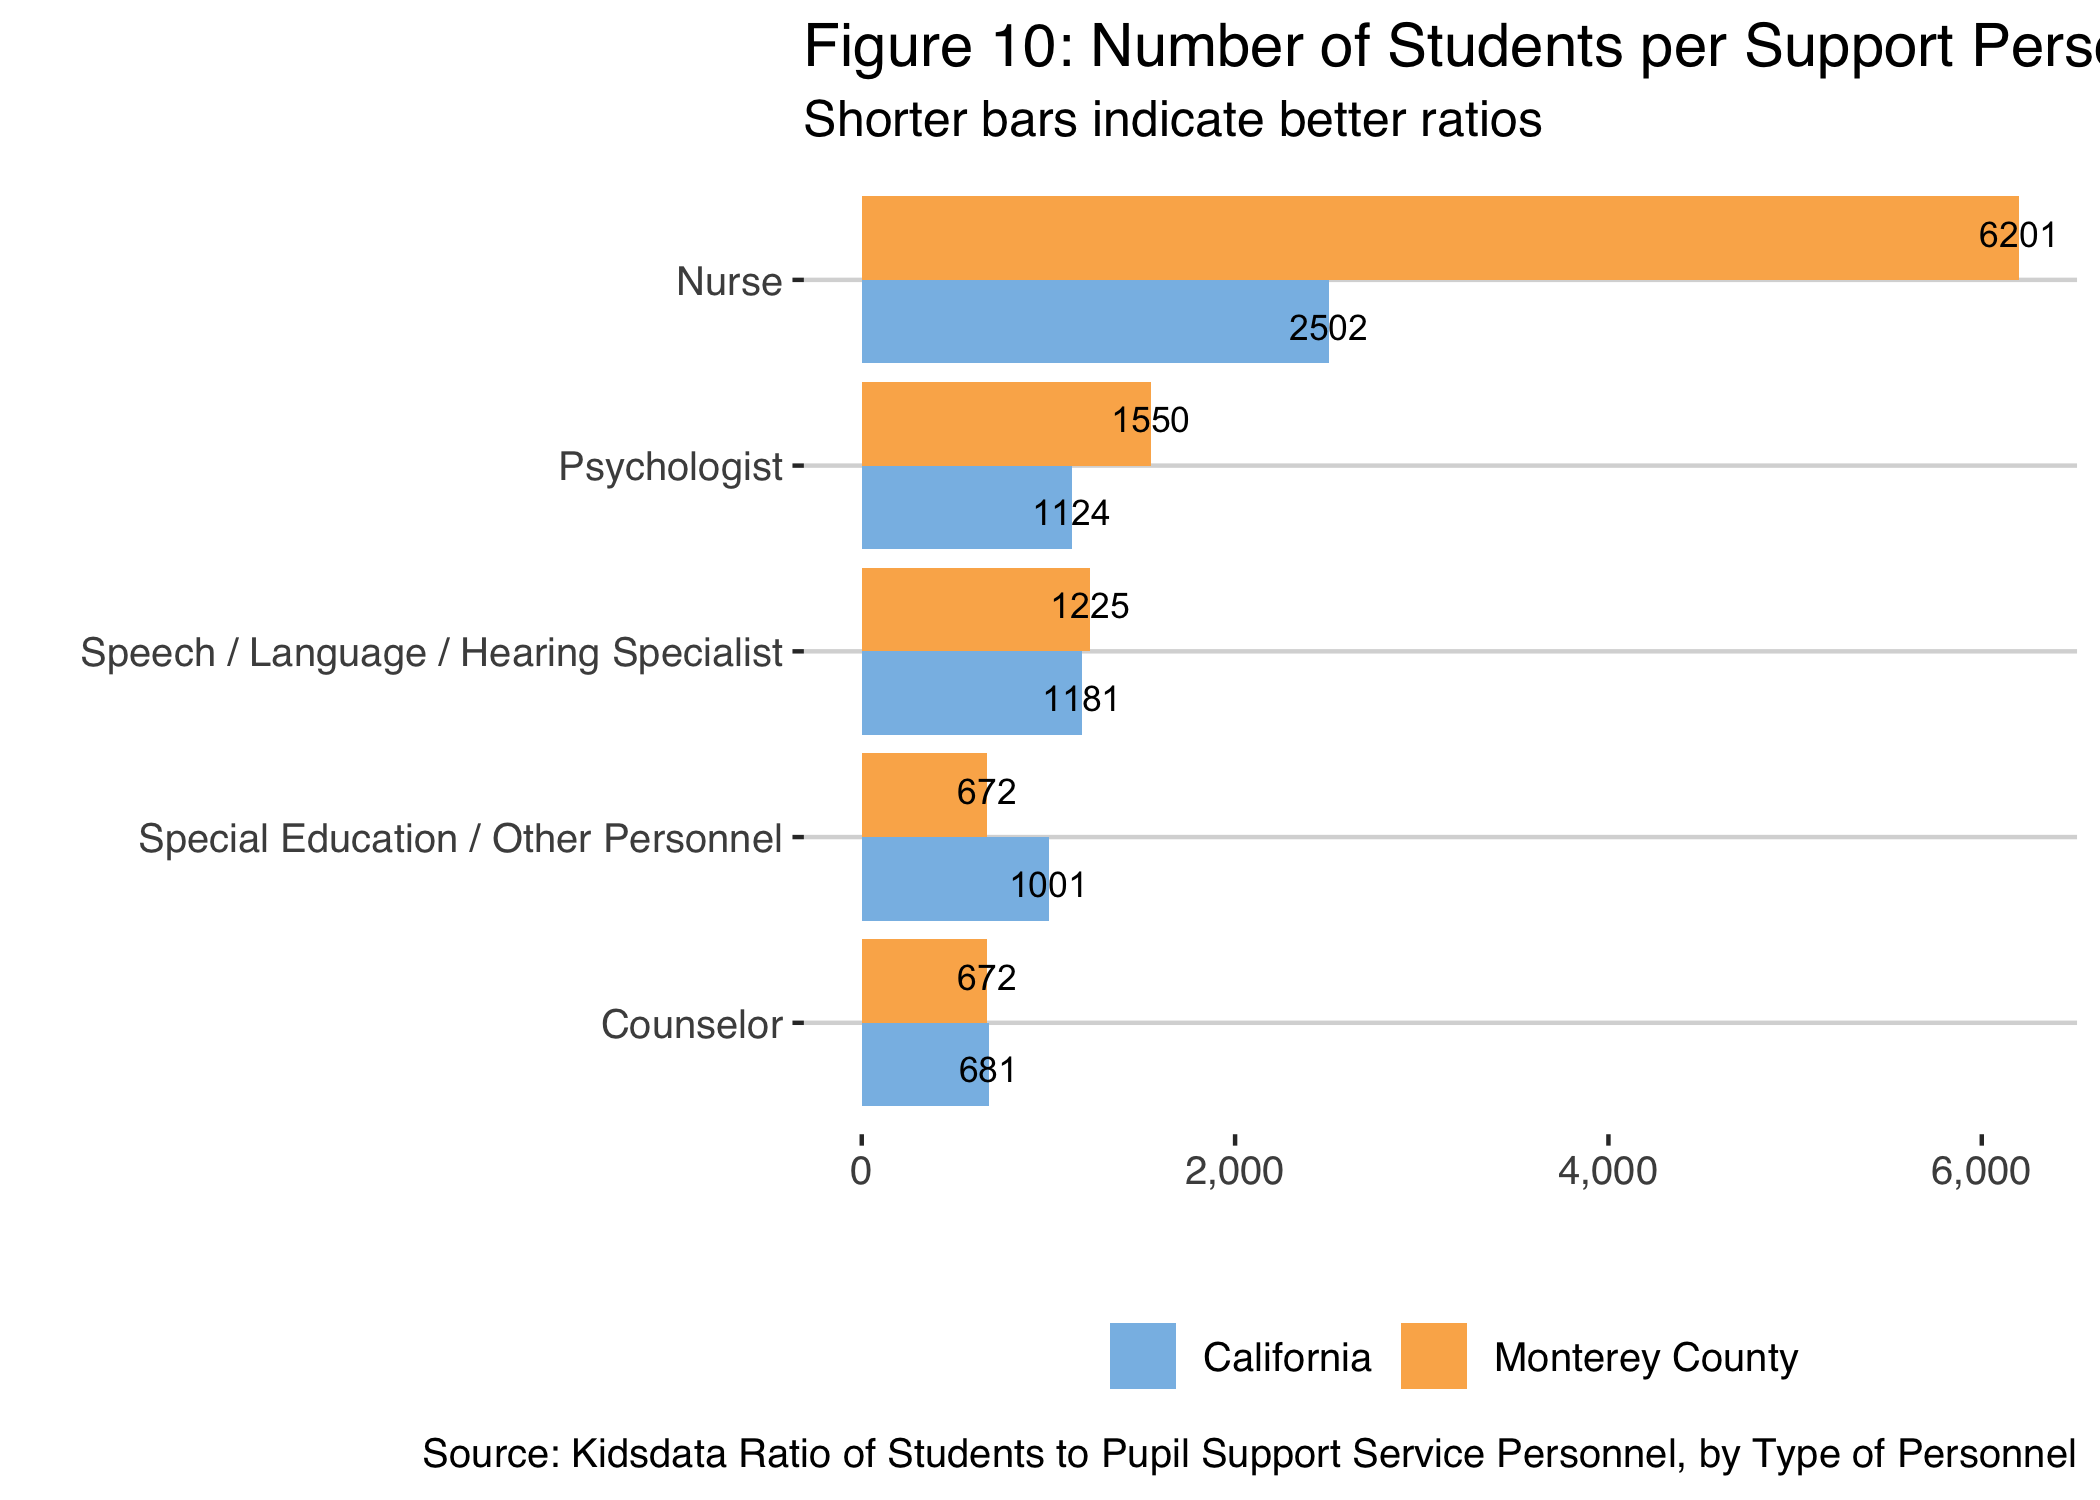 Figure 10: Number of Students per Support
Shorter bars indicate better ratios
Nurse
6201
2502
Psychologist
1550
1124
Speech / Language / Hearing Specialist
1225
1181
Special Education / Other Personnel
672
1001
Counselor
672
681
0 2,000 4,000 6,000
California Monterey County
Source: Kidsdata Ratio of Students to Pupil Support Service Personnel, by Type of Personnel